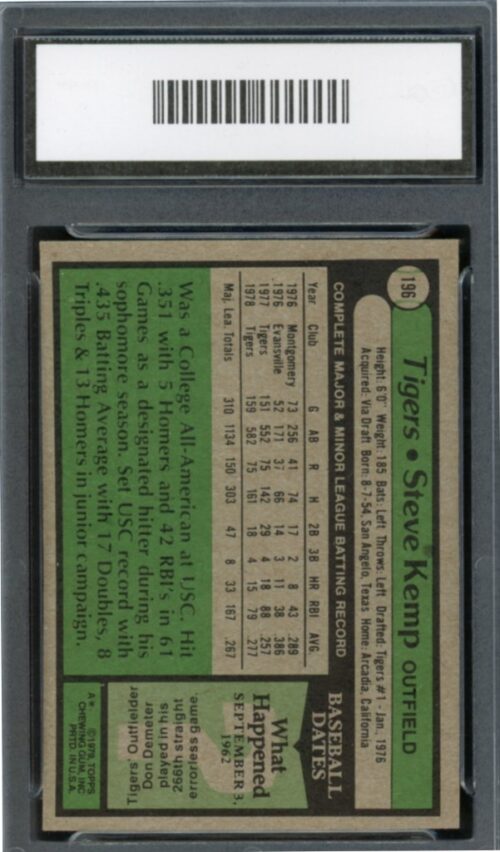 196
Tigers • Steve Kemp OUTFIELD
Height: 6'0" Weight: 185 Bats: Left Throws: Left Drafted: Tigers #1 - Jan., 1976
Acquired: Via Draft Born: 8-7-54, San Angelo, Texas Home: Arcadia, California
COMPLETE MAJOR & MINOR LEAGUE BATTING RECORD
Year Club G AB R H 2B 3B HR RBI AVG.
1976 Montgomery 73 256 41 74 17 2 8 43 .289
1976 Evansville 52 171 37 66 14 3 11 38 .386
1977 Tigers 151 552 75 142 29 4 18 88 .257
1978 Tigers 159 582 75 161 18 4 15 79 .277
Maj. Lea. Totals 310 1134 150 303 47 8 33 167 .267
Was a College All-American at USC. Hit
.351 with 5 Homers and 42 RBI's in 61
Games as a designated hitter during his
sophomore season. Set USC record with
.435 Batting Average with 17 Doubles, 8
Triples & 13 Homers in junior campaign.
BASEBALL
DATES
What
Happened
SEPTEMBER 3,
1962
Tigers' Outfielder
Don Demeter
played in his
266th straight
errorless game.
A* ©1979, TOPPS
CHEWING GUM, INC
PRTD. IN U.S.A.